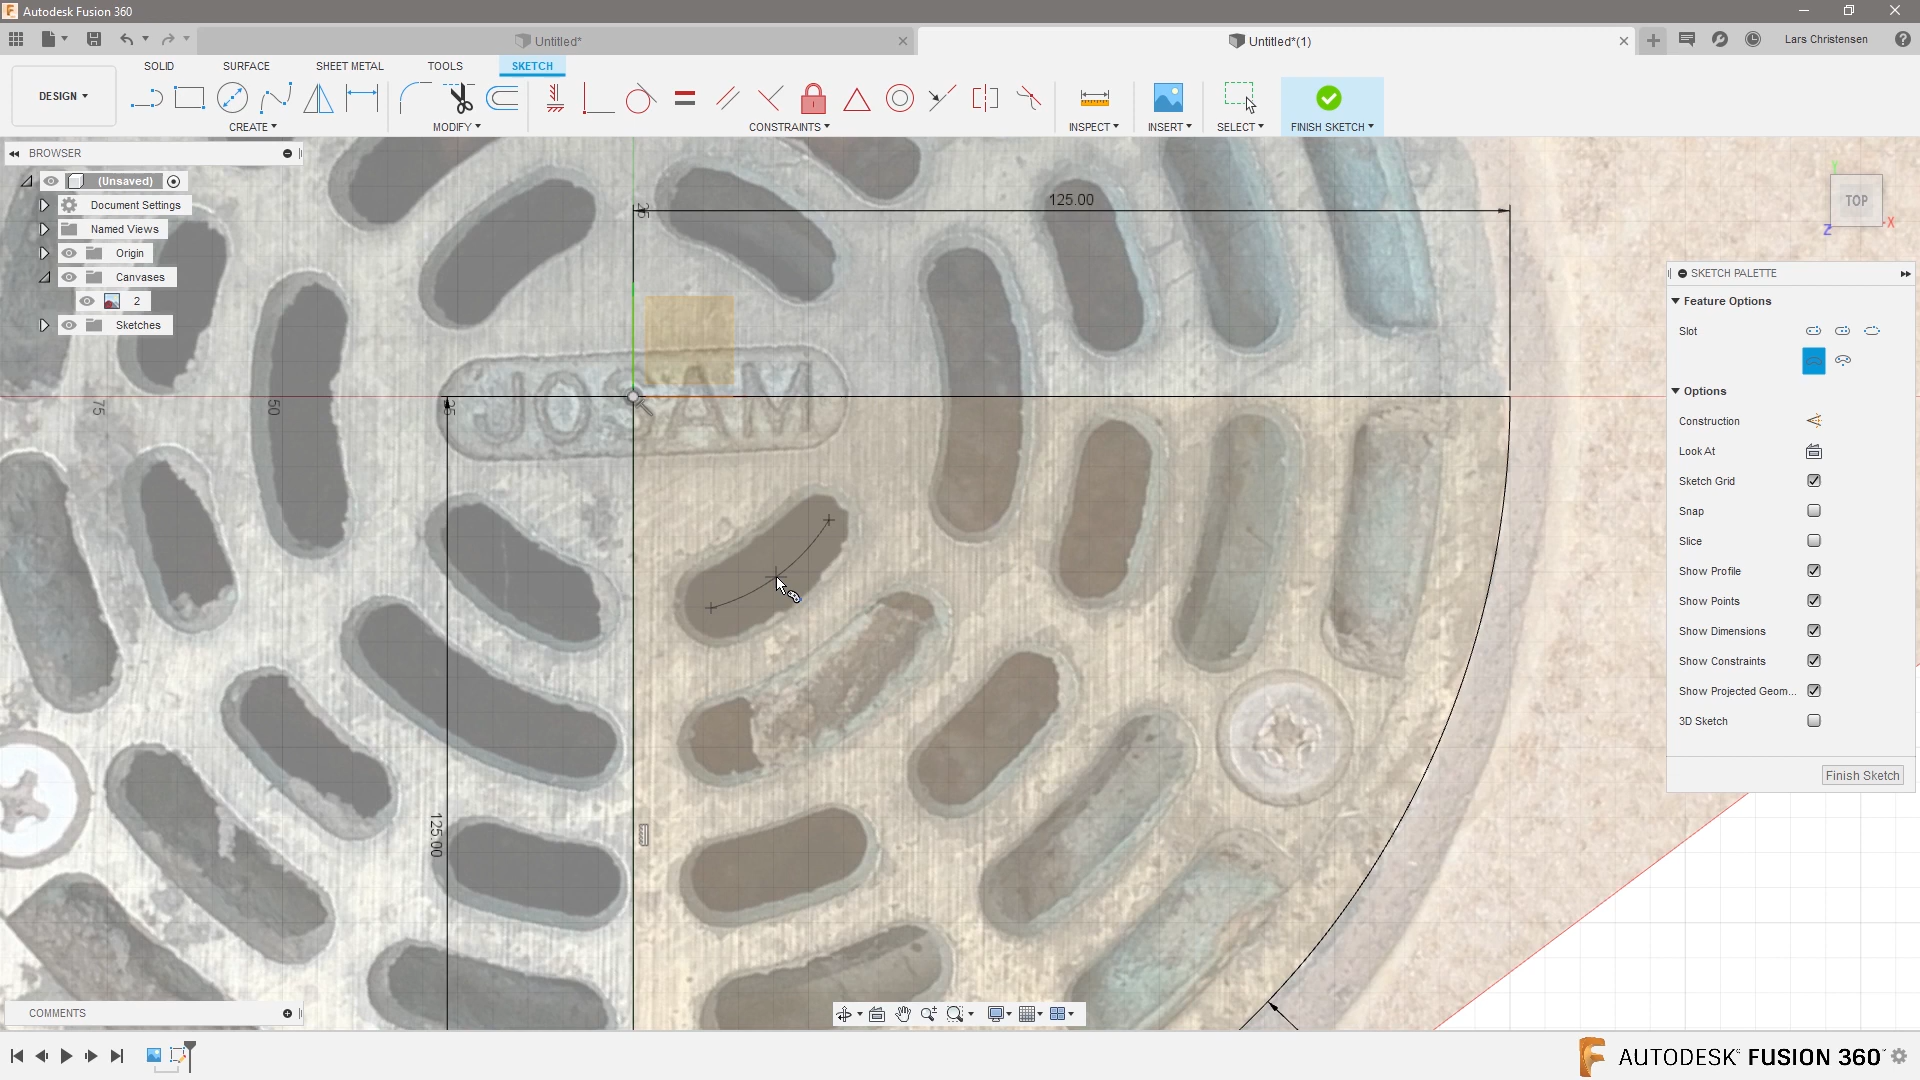 Autodesk Fusion 360
Untitled*
Untitled*(1)
Lars Christensen
DESIGN
SOLID
SURFACE
SHEET METAL
TOOLS
SKETCH
CREATE
MODIFY
CONSTRAINTS
INSPECT
INSERT
SELECT
FINISH SKETCH
BROWSER
(Unsaved)
Document Settings
Named Views
Origin
Canvases
2
Sketches
125.00
25
TOP
Y
X
Z
75
50
25
JOSAM
125.00
SKETCH PALETTE
Feature Options
Slot
Options
Construction
Look At
Sketch Grid
Snap
Slice
Show Profile
Show Points
Show Dimensions
Show Constraints
Show Projected Geom...
3D Sketch
Finish Sketch
COMMENTS
AUTODESK® FUSION 360™